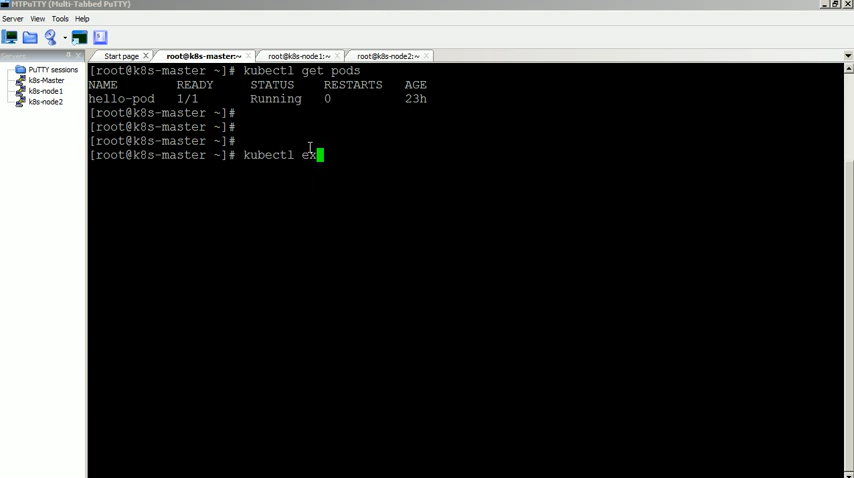 MTPuTTY (Multi-Tabbed PuTTY)
Server View Tools Help
Start page root@k8s-master:~ root@k8s-node1:~ root@k8s-node2:~
PuTTY sessions
k8s-Master
k8s-node1
k8s-node2
[root@k8s-master ~]# kubectl get pods
NAME READY STATUS RESTARTS AGE
hello-pod 1/1 Running 0 23h
[root@k8s-master ~]#
[root@k8s-master ~]#
[root@k8s-master ~]#
[root@k8s-master ~]# kubectl ex